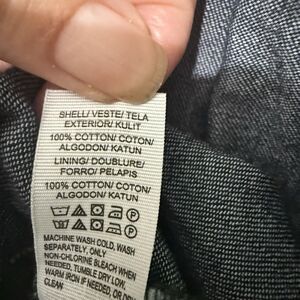 SHELL/ VESTE/ TELA
EXTERIOR/ KULIT
100% COTTON/ COTON/
ALGODON/ KATUN
LINING/ DOUBLURE/
FORRO/ PELAPIS
100% COTTON/ COTON/
ALGODON/ KATUN
MACHINE WASH COLD, WASH
SEPARATELY, ONLY
NON-CHLORINE BLEACH WHEN
NEEDED, TUMBLE DRY LOW,
WARM IRON IF NEEDED, OR DRY
CLEAN